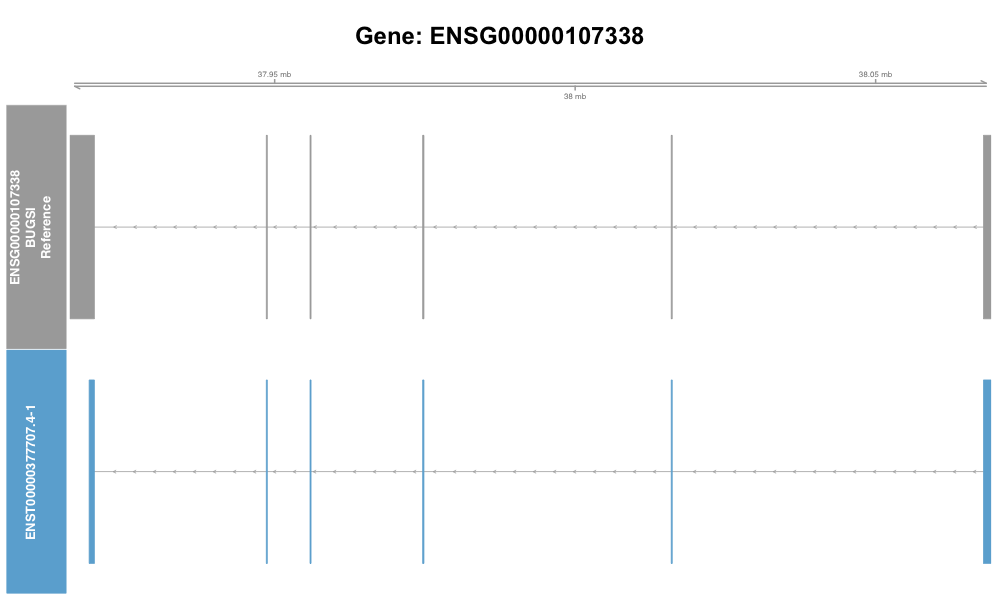 Gene: ENSG00000107338
37.95 mb
38.05 mb
38 mb
ENSG00000107338
BUGSI
Reference
ENST00000377707.4-1